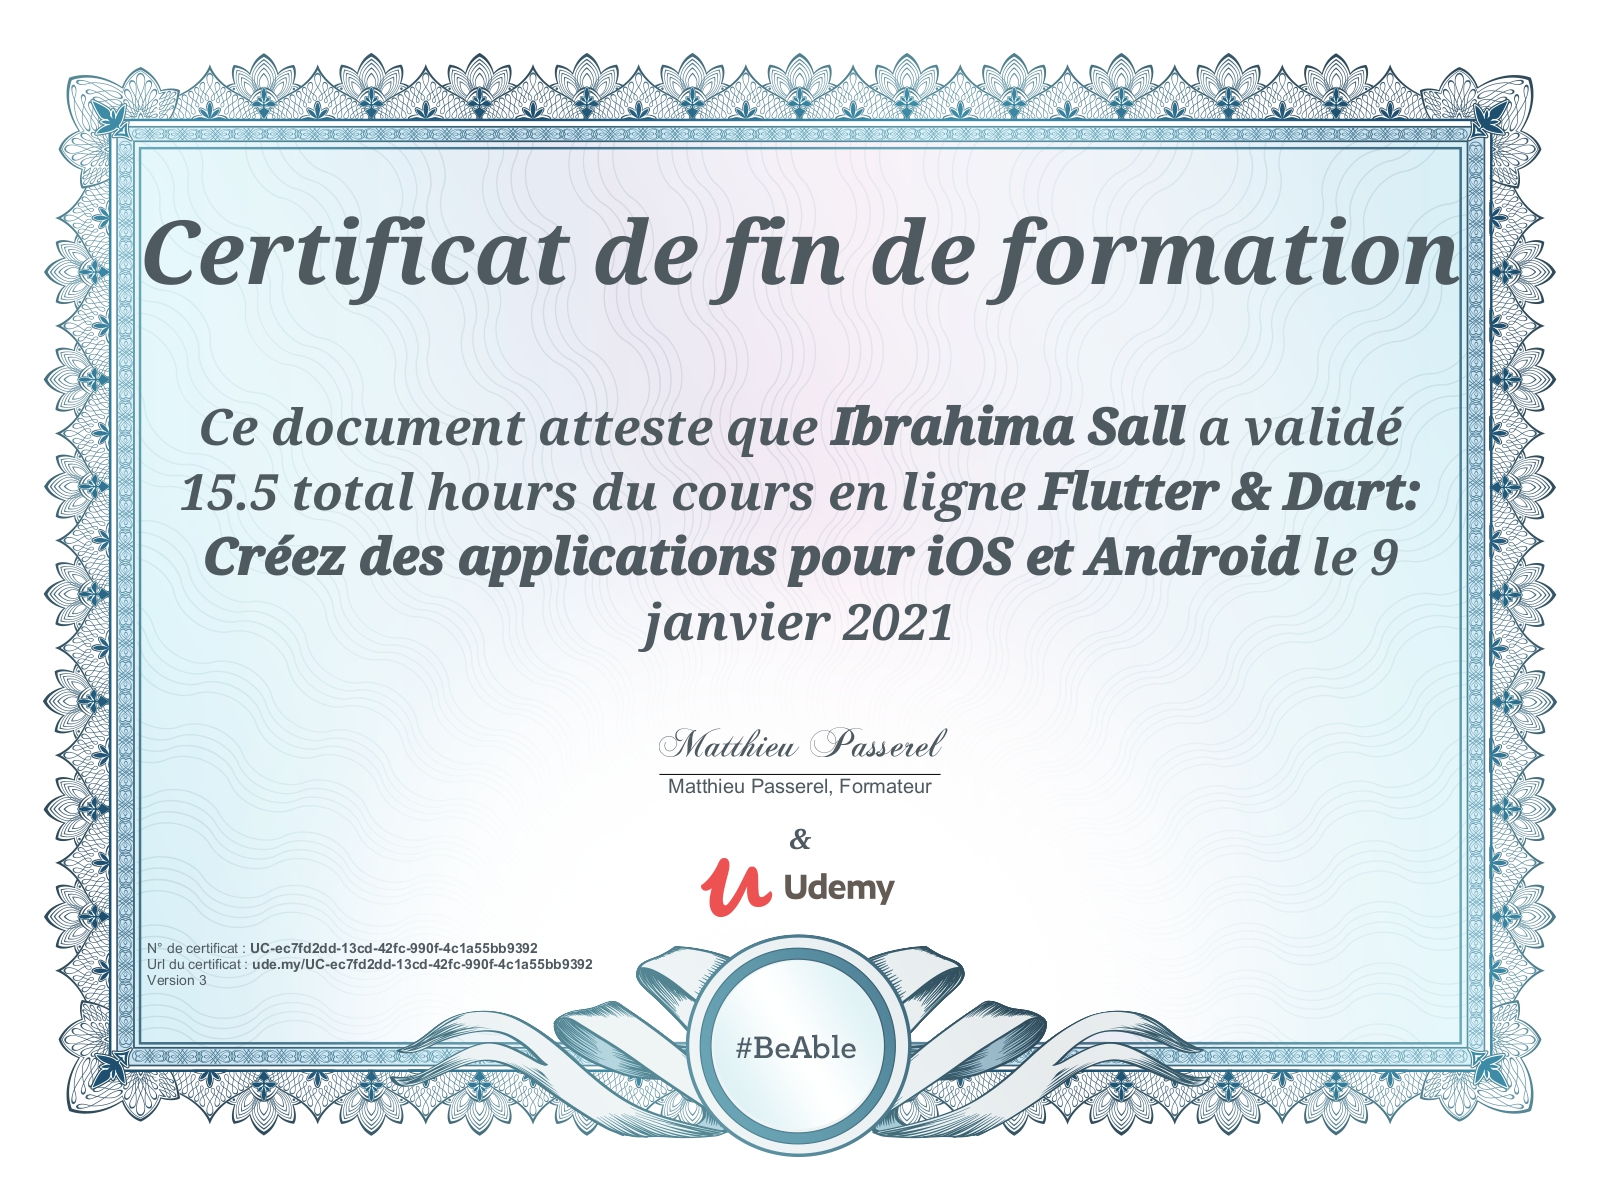 Certificat de fin de formation
Ce document atteste que Ibrahima Sall a validé
15.5 total hours du cours en ligne Flutter & Dart:
Créez des applications pour iOS et Android le 9
janvier 2021
Matthieu Passerel
Matthieu Passerel, Formateur
&
Udemy
N° de certificat : UC-ec7fd2dd-13cd-42fc-990f-4c1a55bb9392
Url du certificat : ude.my/UC-ec7fd2dd-13cd-42fc-990f-4c1a55bb9392
Version 3
#BeAble